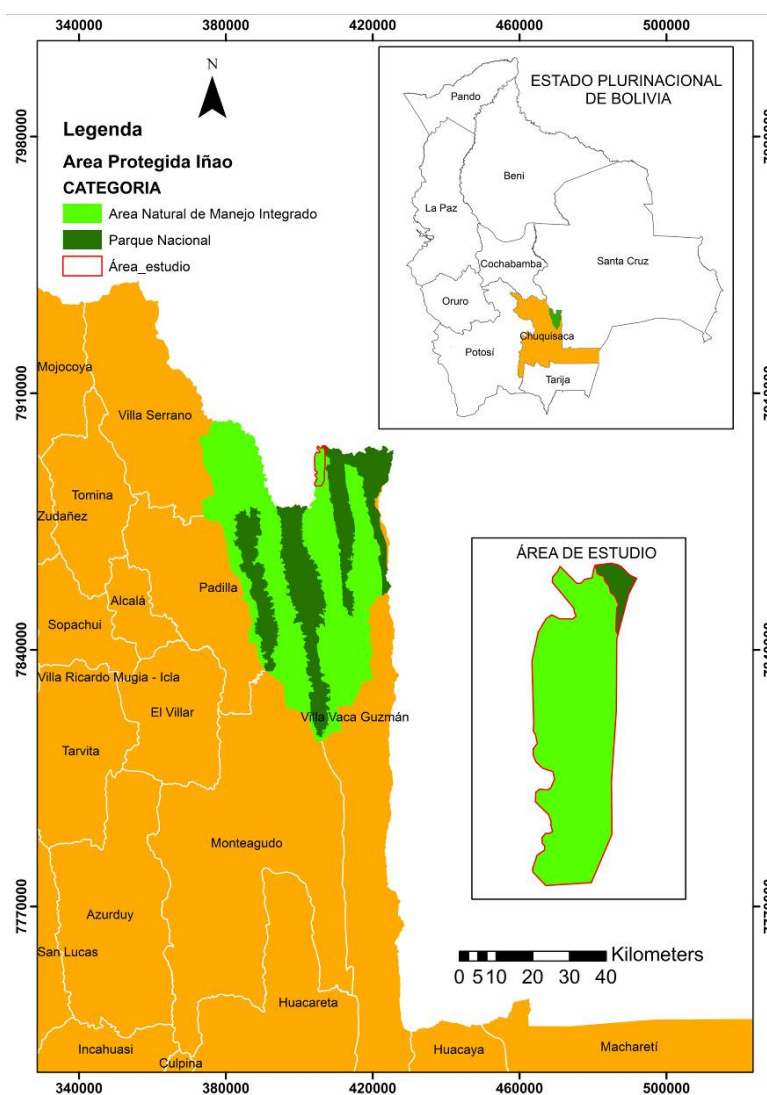 340000 380000 420000 460000 500000
N
Legenda
Area Protegida Iñao
CATEGORIA
Area Natural de Manejo Integrado
Parque Nacional
Área_estudio
ESTADO PLURINACIONAL
DE BOLIVIA
Pando
Beni
La Paz
Cochabamba
Santa Cruz
Oruro
Chuquisaca
Potosí
Tarija
7980000
7910000
7910000
7840000
7770000
7770000
Mojocoya
Villa Serrano
Tomina
Zudañez
Padilla
Alcalá
Sopachui
Villa Ricardo Mugia - Icla
El Villar
Villa Vaca Guzmán
Tarvita
Monteagudo
Azurduy
San Lucas
Huacareta
Incahuasi
Culpina
Huacaya
Macharetí
ÁREA DE ESTUDIO
Kilometers
0 5 10 20 30 40
340000 380000 420000 460000 500000